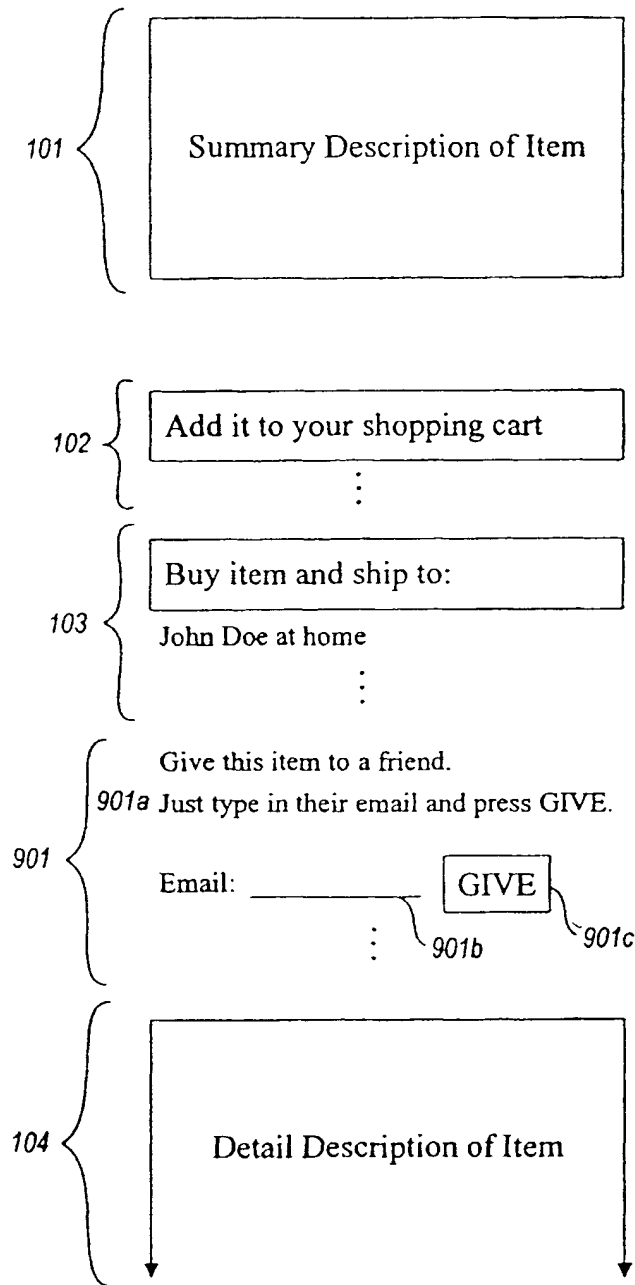 101
Summary Description of Item
102
Add it to your shopping cart
103
Buy item and ship to:
John Doe at home
Give this item to a friend.
901a Just type in their email and press GIVE.
901
Email: GIVE
901b
901c
104
Detail Description of Item